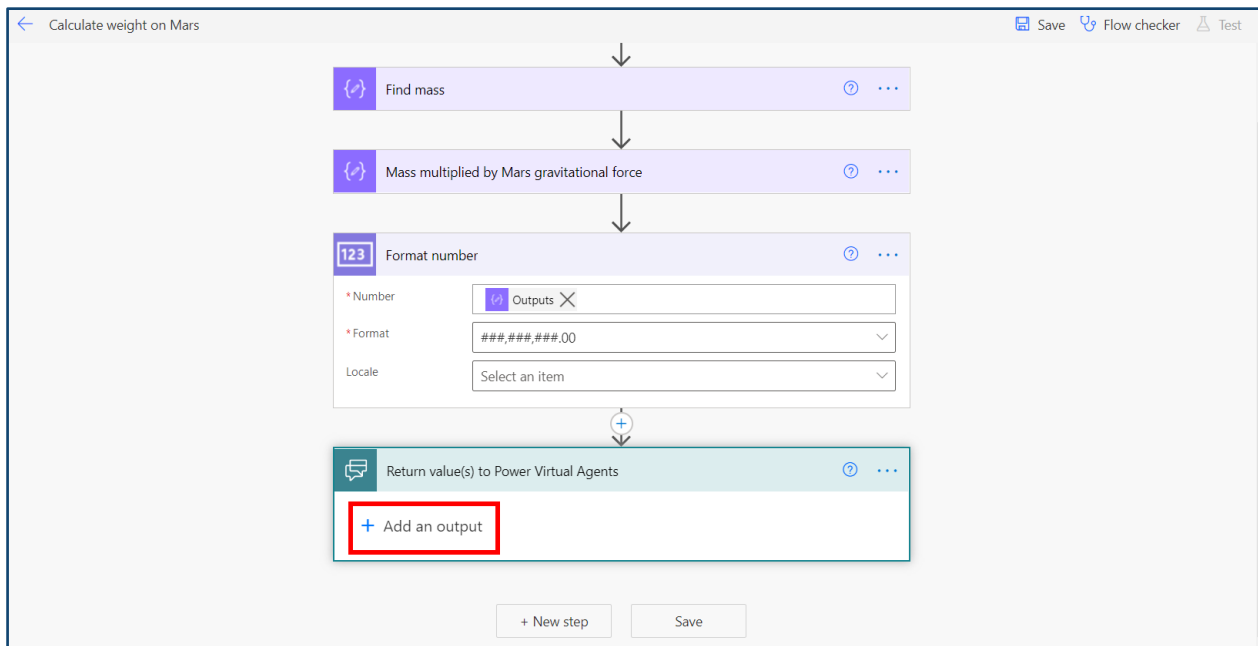 Calculate weight on Mars
Save
Flow checker
Test
Find mass
Mass multiplied by Mars gravitational force
123
Format number
* Number
Outputs
* Format
###,###,###.00
Locale
Select an item
Return value(s) to Power Virtual Agents
+ Add an output
+ New step
Save